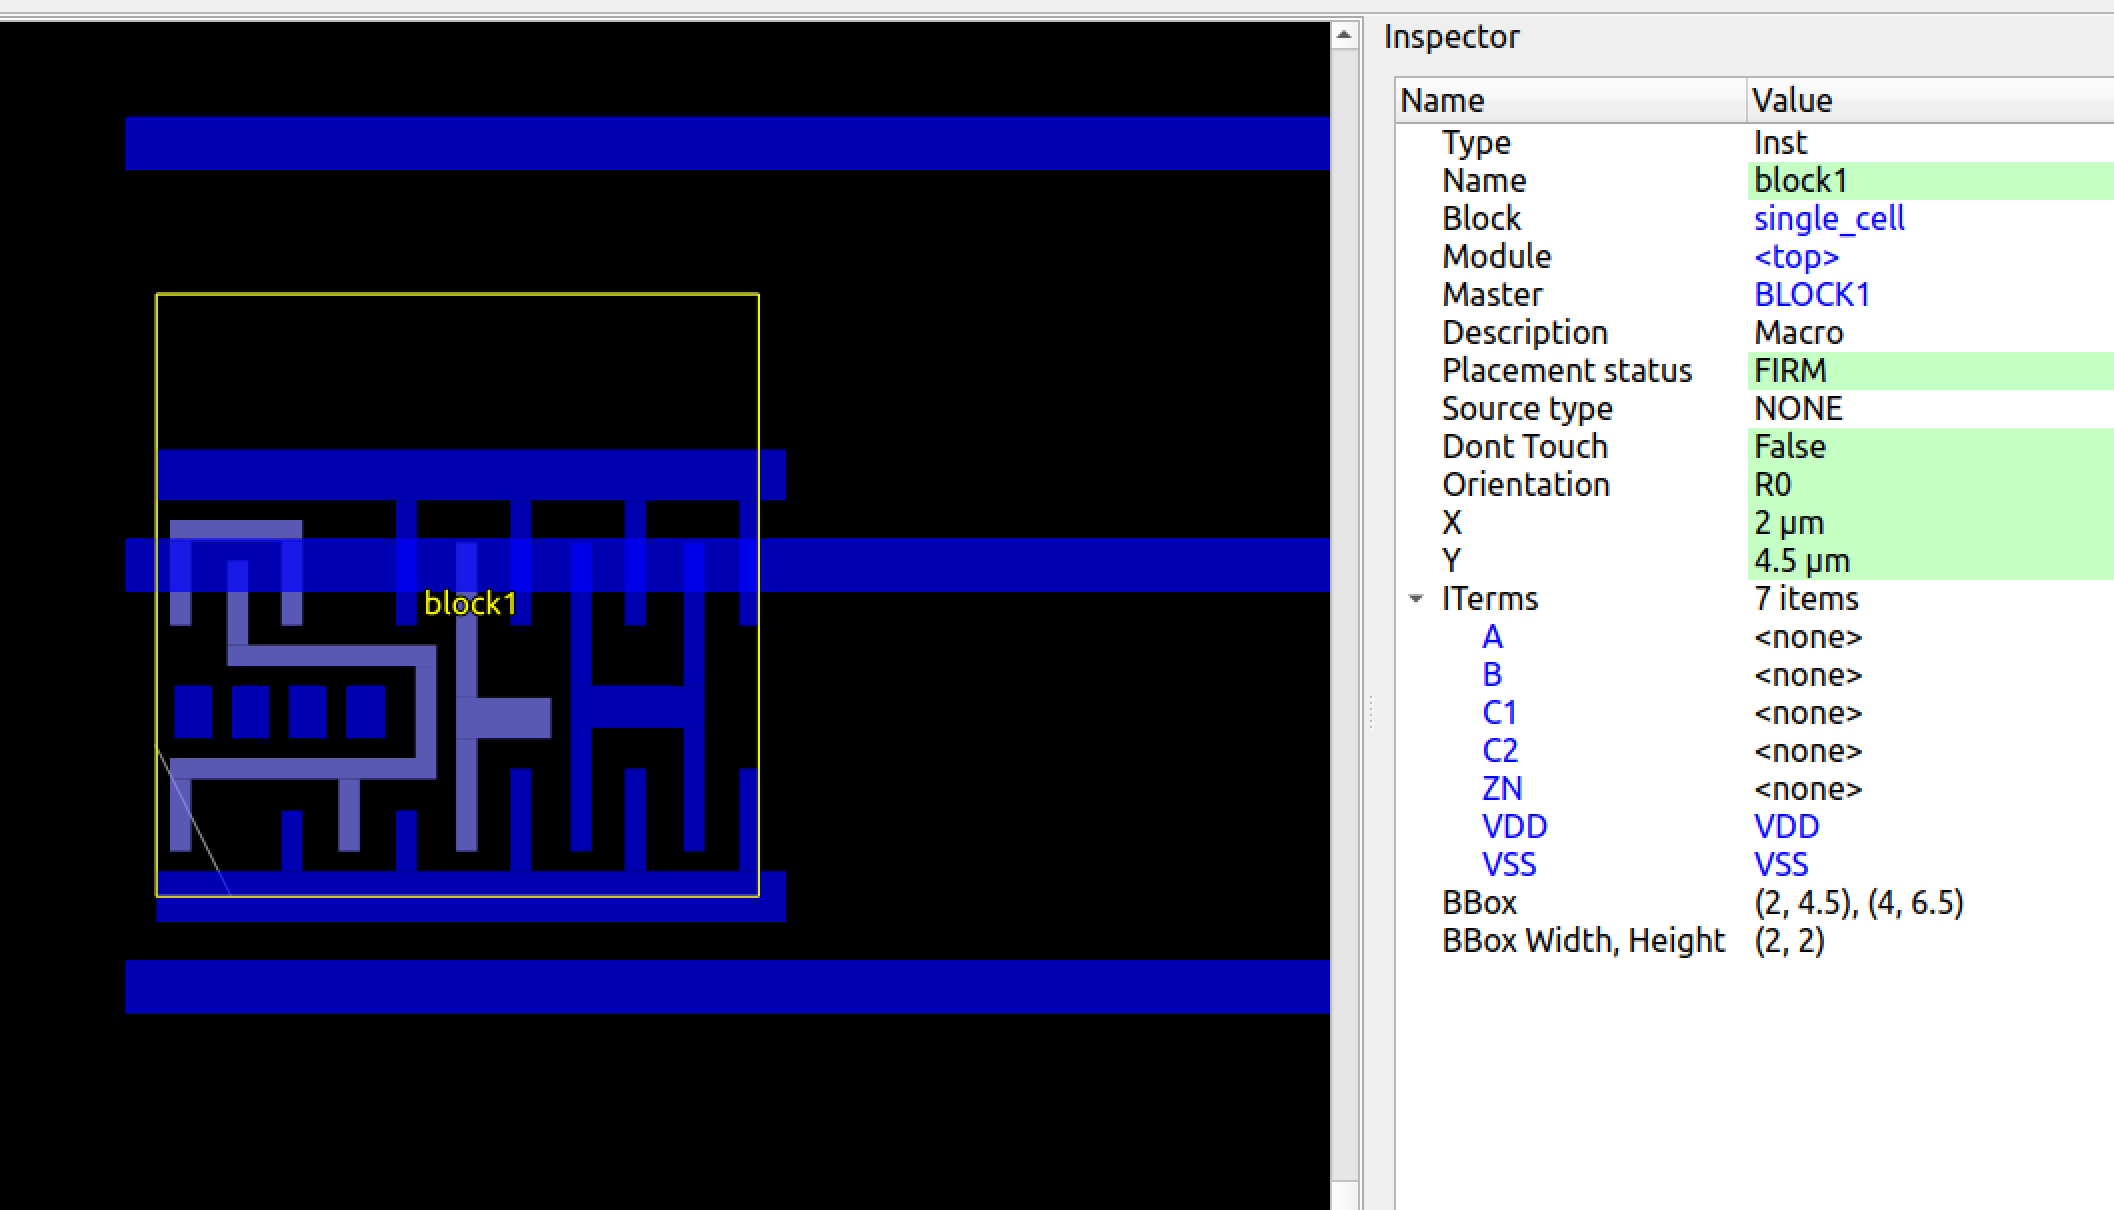 block1
Inspector
Name Value
Type Inst
Name block1
Block single_cell
Module <top>
Master BLOCK1
Description Macro
Placement status FIRM
Source type NONE
Dont Touch False
Orientation R0
X 2 µm
Y 4.5 µm
ITerms 7 items
A <none>
B <none>
C1 <none>
C2 <none>
ZN <none>
VDD VDD
VSS VSS
BBox (2, 4.5), (4, 6.5)
BBox Width, Height (2, 2)